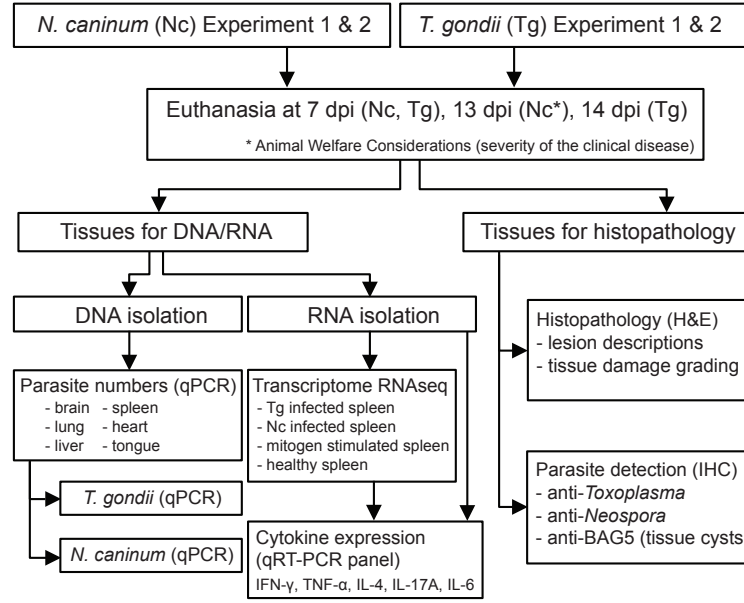 N. caninum (Nc) Experiment 1 & 2
T. gondii (Tg) Experiment 1 & 2
Euthanasia at 7 dpi (Nc, Tg), 13 dpi (Nc*), 14 dpi (Tg)
* Animal Welfare Considerations (severity of the clinical disease)
Tissues for DNA/RNA
Tissues for histopathology
DNA isolation
RNA isolation
Parasite numbers (qPCR)
- brain - spleen
- lung - heart
- liver - tongue
T. gondii (qPCR)
N. caninum (qPCR)
Transcriptome RNAseq
- Tg infected spleen
- Nc infected spleen
- mitogen stimulated spleen
- healthy spleen
Cytokine expression
(qRT-PCR panel)
IFN-γ, TNF-α, IL-4, IL-17A, IL-6
Histopathology (H&E)
- lesion descriptions
- tissue damage grading
Parasite detection (IHC)
- anti-Toxoplasma
- anti-Neospora
- anti-BAG5 (tissue cysts